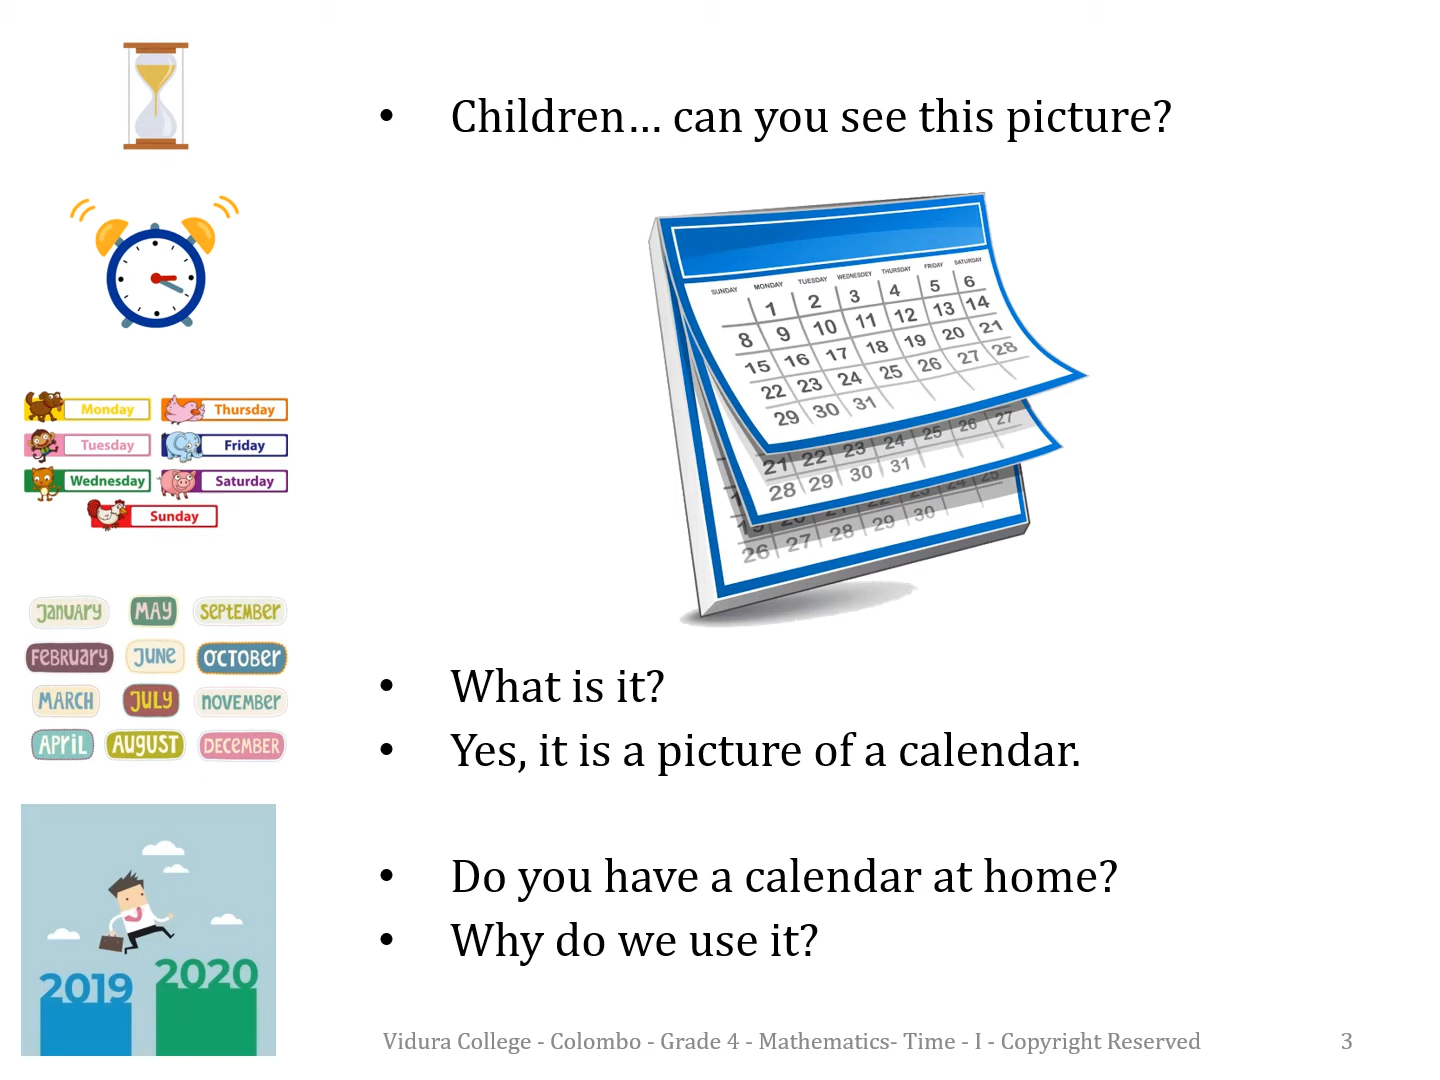 • Children... can you see this picture?
SUNDAY MONDAY TUESDAY WEDNESDEY THURSDAY FRIDAY SATURDAY
1 2 3 4 5 6
8 9 10 11 12 13 14
15 16 17 18 19 20 21
22 23 24 25 26 27 28
29 30 31
21 22 23 24 25 26 27
28 29 30 31
26 27 28 29 30
Monday Thursday
Tuesday Friday
Wednesday Saturday
Sunday
JANUARY MAY SEPTEMBER
FEBRUARY JUNE OCTOBER
MARCH JULY NOVEMBER
APRIL AUGUST DECEMBER
• What is it?
• Yes, it is a picture of a calendar.
• Do you have a calendar at home?
• Why do we use it?
2019 2020
Vidura College - Colombo - Grade 4 - Mathematics- Time - I - Copyright Reserved 3